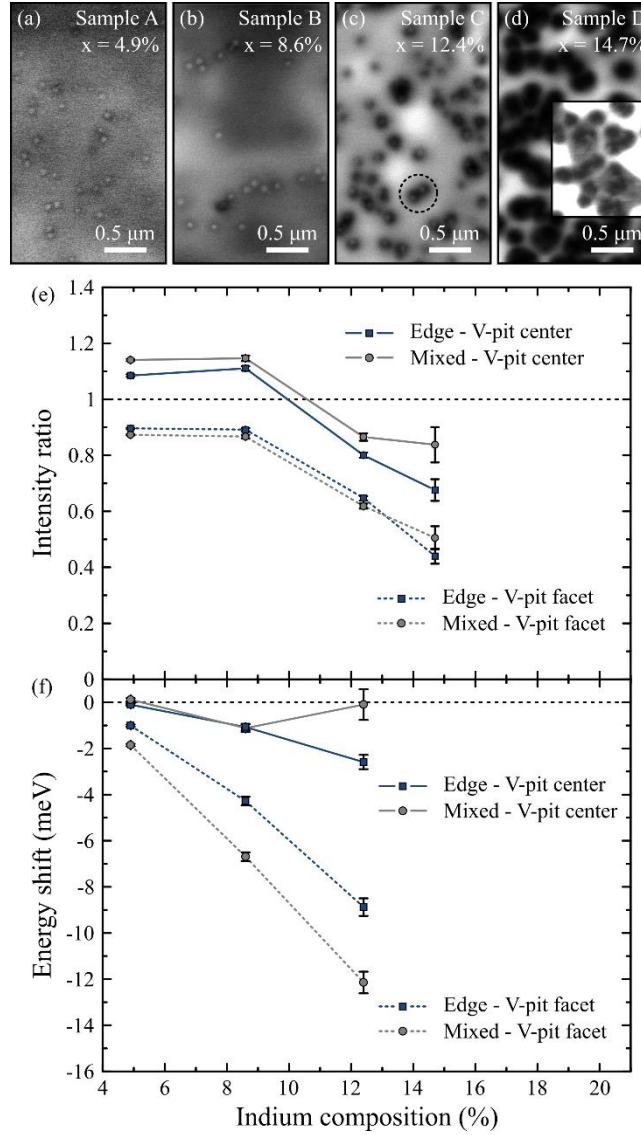 (a) Sample A
x = 4.9%
0.5 μm
(b) Sample B
x = 8.6%
0.5 μm
(c) Sample C
x = 12.4%
0.5 μm
(d) Sample D
x = 14.7%
0.5 μm
(e)
1.4
1.2
1
0.8
0.6
0.4
0.2
0
Intensity ratio
Edge - V-pit center
Mixed - V-pit center
Edge - V-pit facet
Mixed - V-pit facet
(f)
0
-2
-4
-6
-8
-10
-12
-14
-16
Energy shift (meV)
Edge - V-pit center
Mixed - V-pit center
Edge - V-pit facet
Mixed - V-pit facet
4 6 8 10 12 14 16 18 20
Indium composition (%)